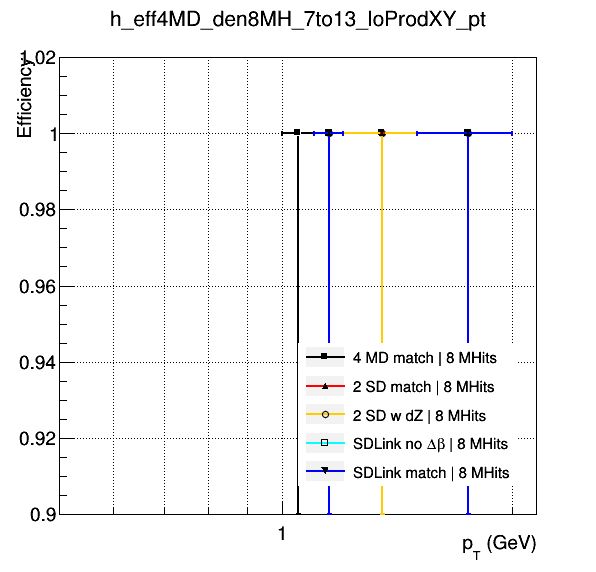 h_eff4MD_den8MH_7to13_loProdXY_pt
Efficiency
1.02
1
0.98
0.96
0.94
0.92
0.9
4 MD match | 8 MHits
2 SD match | 8 MHits
2 SD w dZ | 8 MHits
SDLink no Δβ | 8 MHits
SDLink match | 8 MHits
1
p_T (GeV)